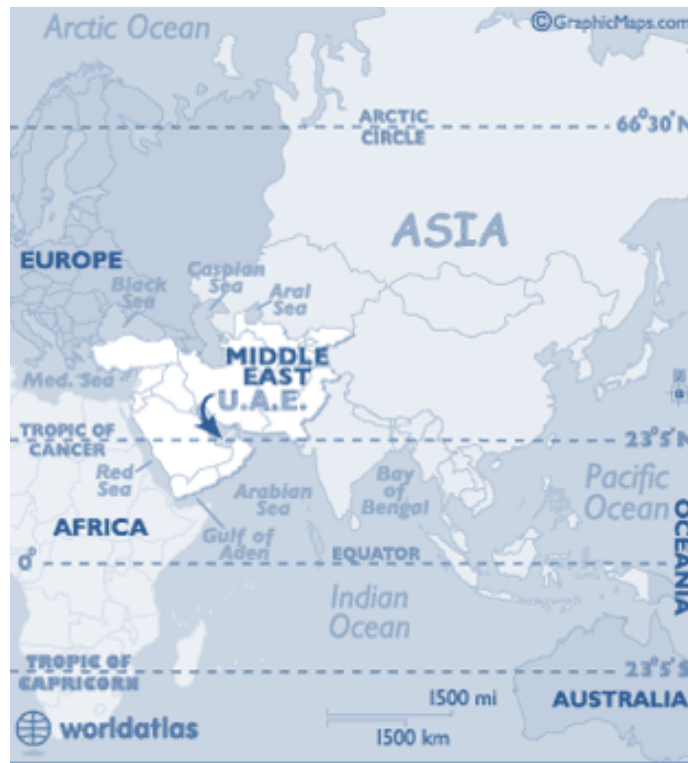 Arctic Ocean
©GraphicMaps.com
ARCTIC
CIRCLE
66°30'N
ASIA
EUROPE
Caspian
Sea
Black
Sea
Aral
Sea
MIDDLE
EAST
Med. Sea
U.A.E.
N
TROPIC OF
CANCER
23°5'N
Red
Sea
Arabian
Sea
Bay
of
Bengal
Pacific
Ocean
AFRICA
Gulf of
Aden
OCEANIA
0°
EQUATOR
Indian
Ocean
TROPIC OF
CAPRICORN
23°5'S
1500 mi
AUSTRALIA
worldatlas
1500 km